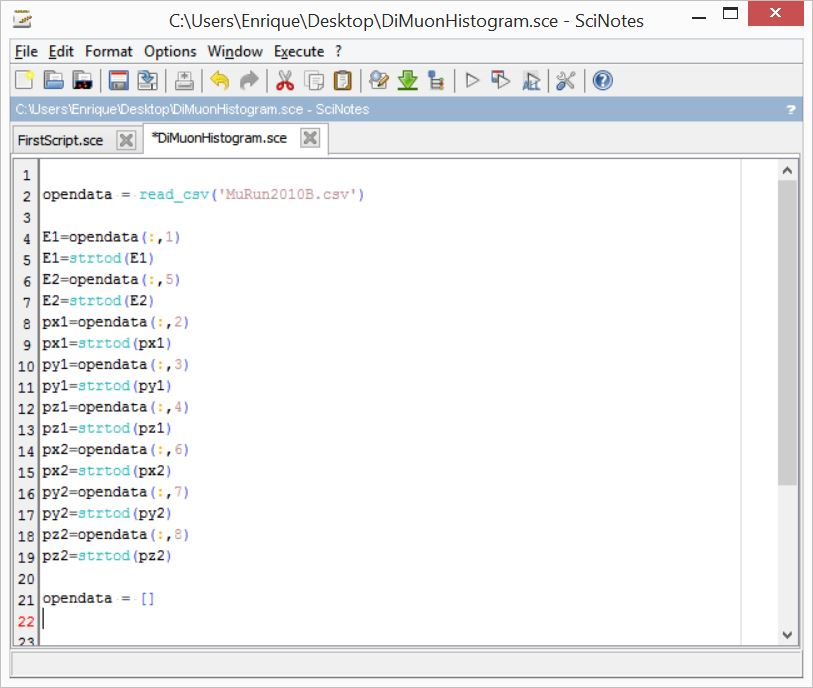 C:\Users\Enrique\Desktop\DiMuonHistogram.sce - SciNotes
File Edit Format Options Window Execute ?
C:\Users\Enrique\Desktop\DiMuonHistogram.sce - SciNotes ?
FirstScript.sce *DiMuonHistogram.sce
1
2 opendata = read_csv('MuRun2010B.csv')
3
4 E1=opendata(:,1)
5 E1=strtod(E1)
6 E2=opendata(:,5)
7 E2=strtod(E2)
8 px1=opendata(:,2)
9 px1=strtod(px1)
10 py1=opendata(:,3)
11 py1=strtod(py1)
12 pz1=opendata(:,4)
13 pz1=strtod(pz1)
14 px2=opendata(:,6)
15 px2=strtod(px2)
16 py2=opendata(:,7)
17 py2=strtod(py2)
18 pz2=opendata(:,8)
19 pz2=strtod(pz2)
20
21 opendata = []
22
23